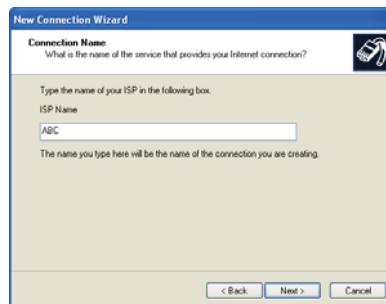 New Connection Wizard
Connection Name
What is the name of the service that provides your Internet connection?
Type the name of your ISP in the following box.
ISP Name
ABC
The name you type here will be the name of the connection you are creating.
< Back Next > Cancel